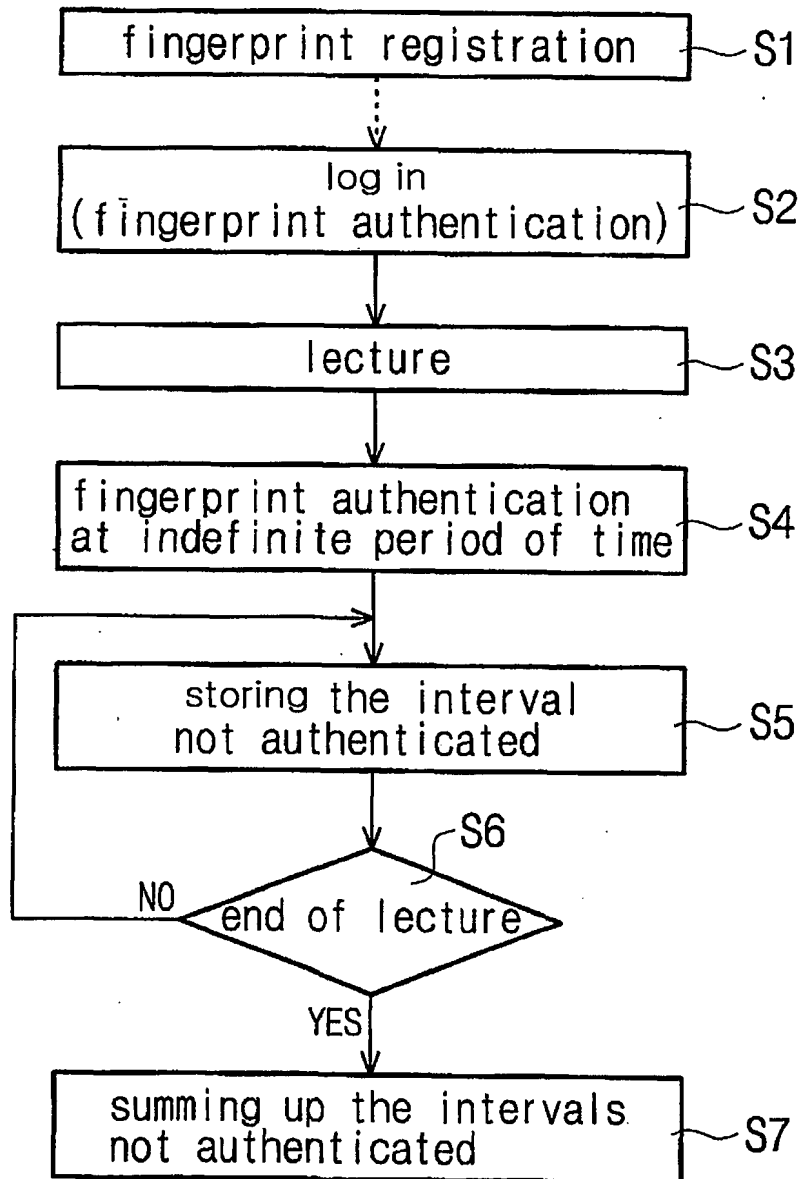 fingerprint registration
S1
log in
(fingerprint authentication)
S2
lecture
S3
fingerprint authentication
at indefinite period of time
S4
storing the interval
not authenticated
S5
S6
end of lecture
NO
YES
summing up the intervals
not authenticated
S7